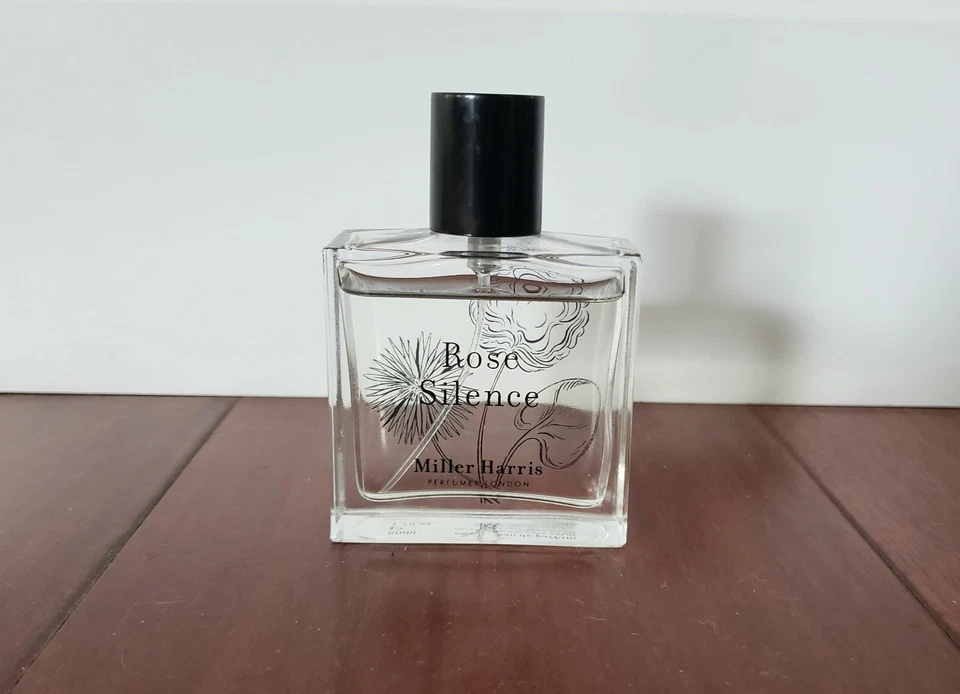 Rose
Silence
Miller Harris
PERFUMER LONDON